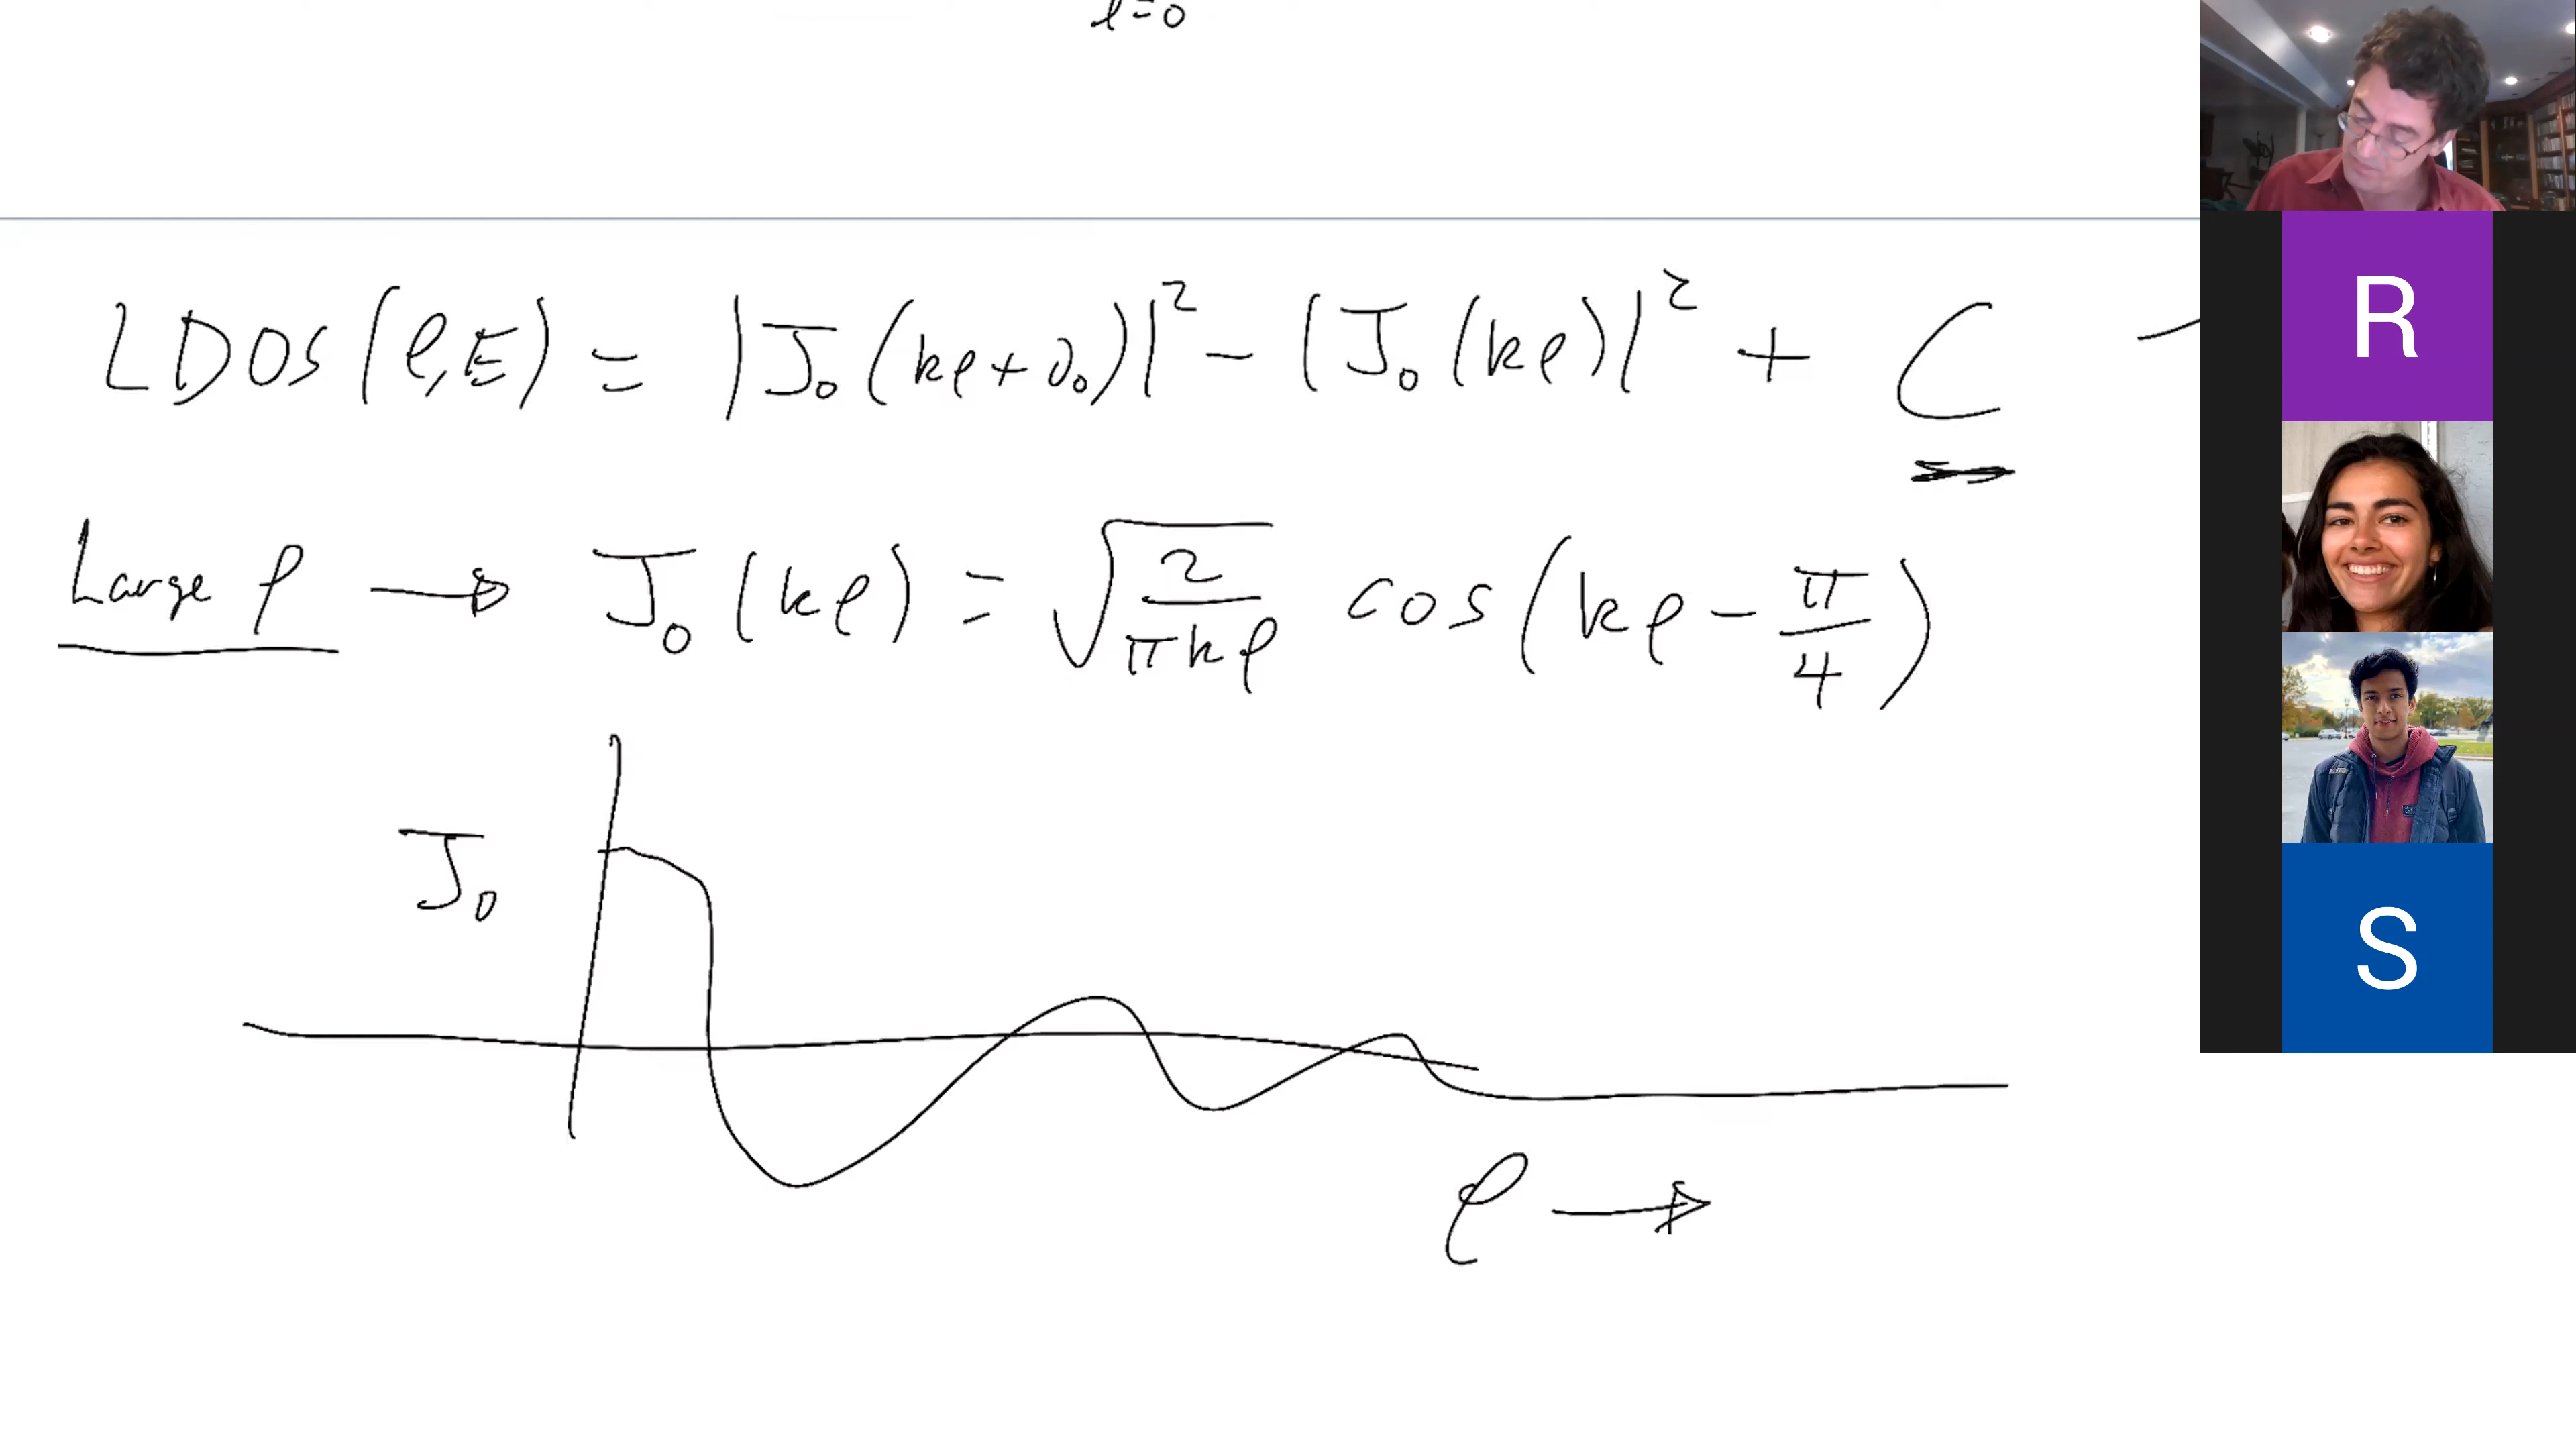 l=0
LDOS(ρ,E) = |J₀(kρ+δ₀)|² - |J₀(kρ)|² + C
Large ρ → J₀(kρ) = √(2/πkρ) cos(kρ - π/4)
J₀
ρ →
R
S